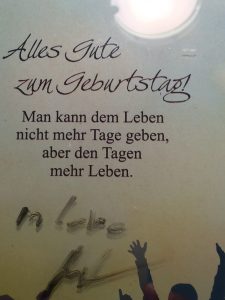 Alles Gute
zum Geburtstag!
Man kann dem Leben
nicht mehr Tage geben,
aber den Tagen
mehr Leben.